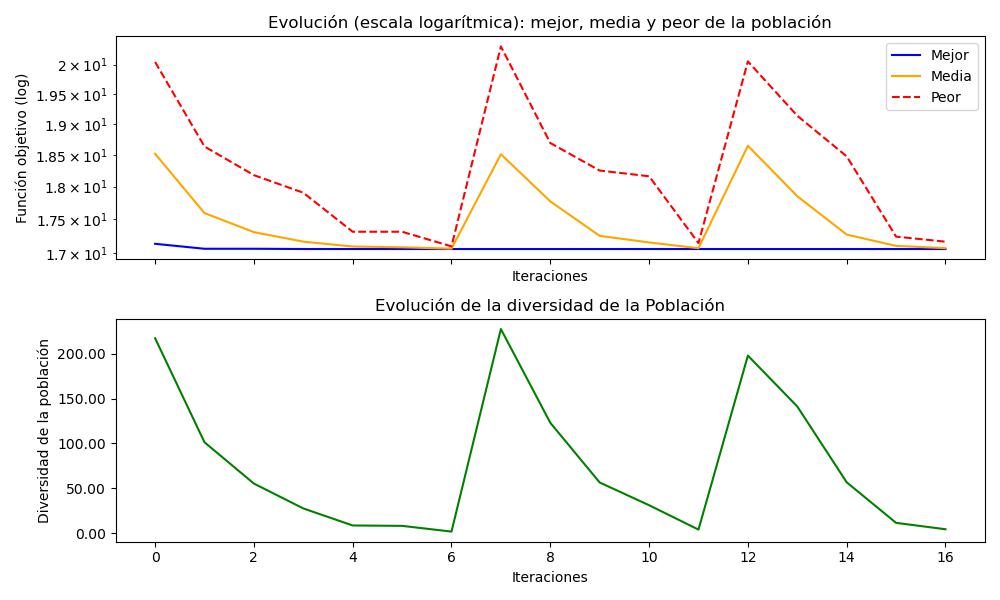 Evolución (escala logarítmica): mejor, media y peor de la población
Función objetivo (log)
2 × 10¹
1.95 × 10¹
1.9 × 10¹
1.85 × 10¹
1.8 × 10¹
1.75 × 10¹
1.7 × 10¹
Mejor
Media
Peor
Iteraciones
Evolución de la diversidad de la Población
Diversidad de la población
200.00
150.00
100.00
50.00
0.00
0 2 4 6 8 10 12 14 16
Iteraciones